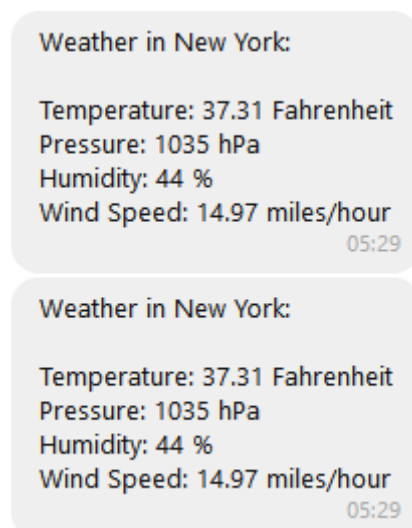 Weather in New York:
Temperature: 37.31 Fahrenheit
Pressure: 1035 hPa
Humidity: 44 %
Wind Speed: 14.97 miles/hour
05:29
Weather in New York:
Temperature: 37.31 Fahrenheit
Pressure: 1035 hPa
Humidity: 44 %
Wind Speed: 14.97 miles/hour
05:29